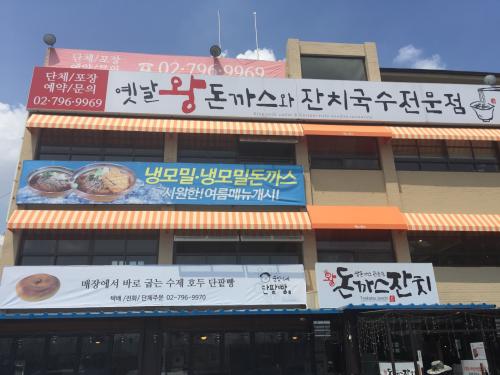 단체/포장
예약/문의
☎ 02-796-9969
단체/포장
예약/문의
02-796-9969
옛날 왕 돈까스와 잔치국수전문점
냉모밀·냉모밀돈까스
시원한! 여름메뉴개시!
매장에서 바로 굽는 수제 호두 단팥빵
택배/전화/단체주문 02-796-9970
단팥빵
왕
돈까스잔치